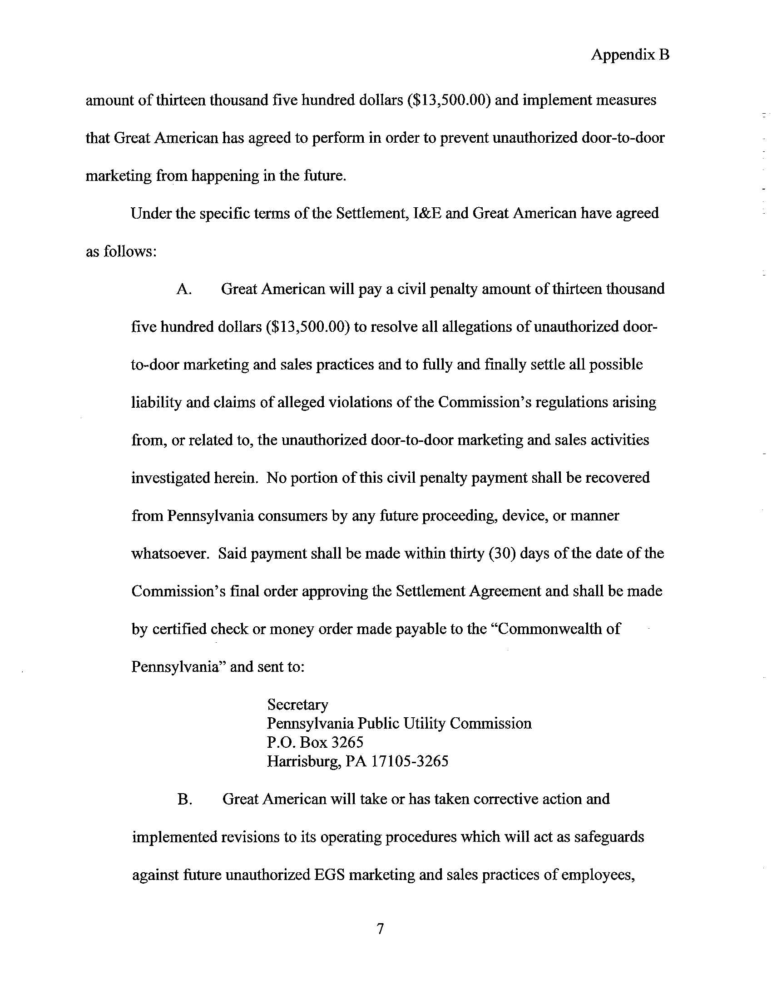 Appendix B
amount of thirteen thousand five hundred dollars ($13,500.00) and implement measures
that Great American has agreed to perform in order to prevent unauthorized door-to-door
marketing from happening in the future.
Under the specific terms of the Settlement, I&E and Great American have agreed
as follows:
A. Great American will pay a civil penalty amount of thirteen thousand
five hundred dollars ($13,500.00) to resolve all allegations of unauthorized door-
to-door marketing and sales practices and to fully and finally settle all possible
liability and claims of alleged violations of the Commission’s regulations arising
from, or related to, the unauthorized door-to-door marketing and sales activities
investigated herein. No portion of this civil penalty payment shall be recovered
from Pennsylvania consumers by any future proceeding, device, or manner
whatsoever. Said payment shall be made within thirty (30) days of the date of the
Commission’s final order approving the Settlement Agreement and shall be made
by certified check or money order made payable to the “Commonwealth of
Pennsylvania” and sent to:
Secretary
Pennsylvania Public Utility Commission
P.O. Box 3265
Harrisburg, PA 17105-3265
B. Great American will take or has taken corrective action and
implemented revisions to its operating procedures which will act as safeguards
against future unauthorized EGS marketing and sales practices of employees,
7